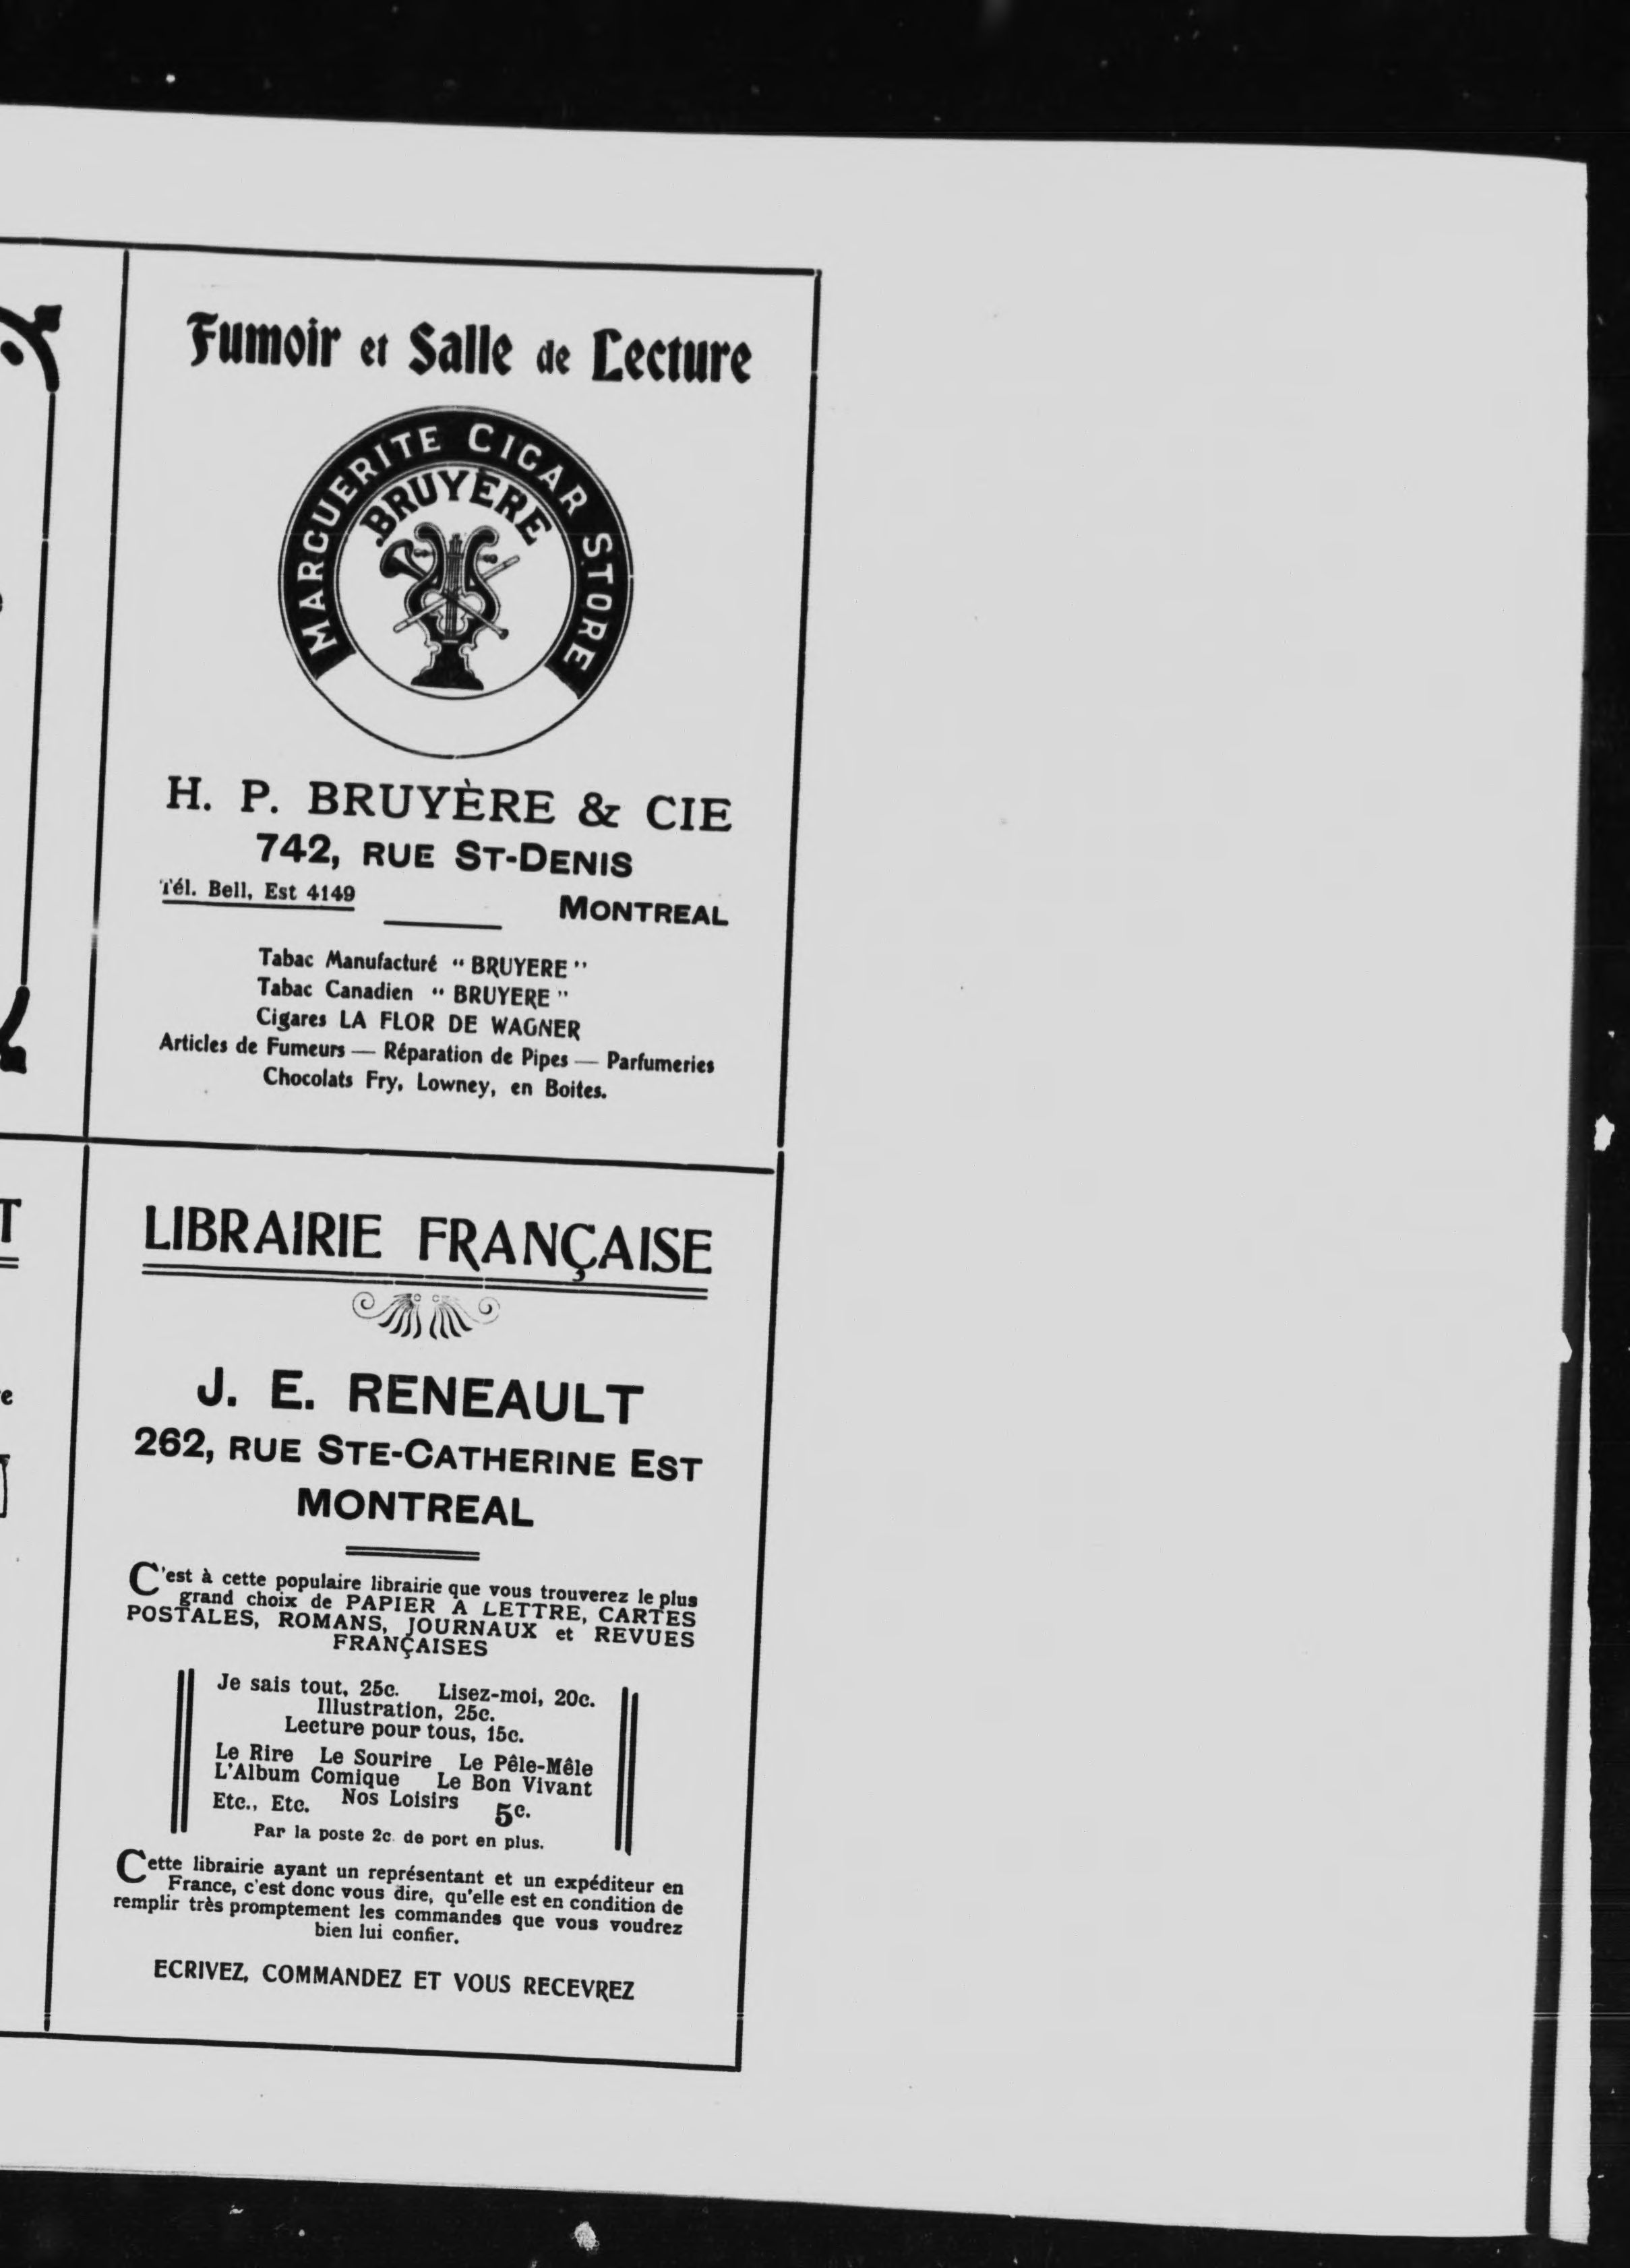 Fumoir et Salle de Lecture
MARGUERITE CIGAR STORE
BRUYÈRE
H. P. BRUYÈRE & CIE
742, RUE ST-DENIS
Tél. Bell, Est 4149
MONTREAL
Tabac Manufacturé "BRUYERE"
Tabac Canadien "BRUYERE"
Cigares LA FLOR DE WAGNER
Articles de Fumeurs — Réparation de Pipes — Parfumeries
Chocolats Fry, Lowney, en Boites.
LIBRAIRIE FRANÇAISE
J. E. RENEAULT
262, RUE STE-CATHERINE EST
MONTREAL
C'est à cette populaire librairie que vous trouverez le plus
grand choix de PAPIER A LETTRE, CARTES
POSTALES, ROMANS, JOURNAUX et REVUES
FRANÇAISES
Je sais tout, 25c. Lisez-moi, 20c.
Illustration, 25c.
Lecture pour tous, 15c.
Le Rire Le Sourire Le Pêle-Mêle
L'Album Comique Le Bon Vivant
Etc., Etc. Nos Loisirs 5c.
Par la poste 2c. de port en plus.
Cette librairie ayant un représentant et un expéditeur en
France, c'est donc vous dire, qu'elle est en condition de
remplir très promptement les commandes que vous voudrez
bien lui confier.
ECRIVEZ, COMMANDEZ ET VOUS RECEVREZ